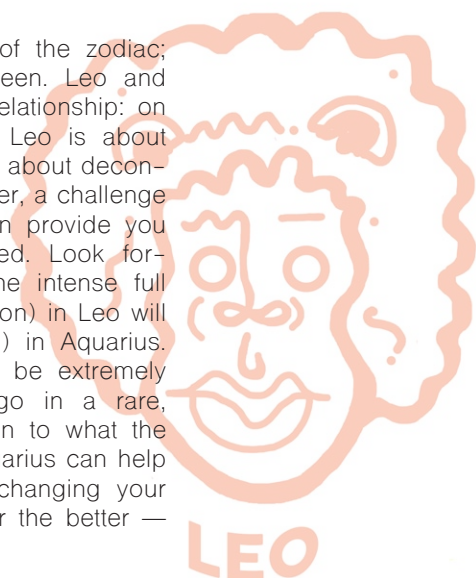 of the zodiac;
een. Leo and
elationship: on
Leo is about
about decon–
er, a challenge
n provide you
ed. Look for–
ne intense full
on) in Leo will
) in Aquarius.
be extremely
go in a rare,
n to what the
arius can help
changing your
r the better —
LEO